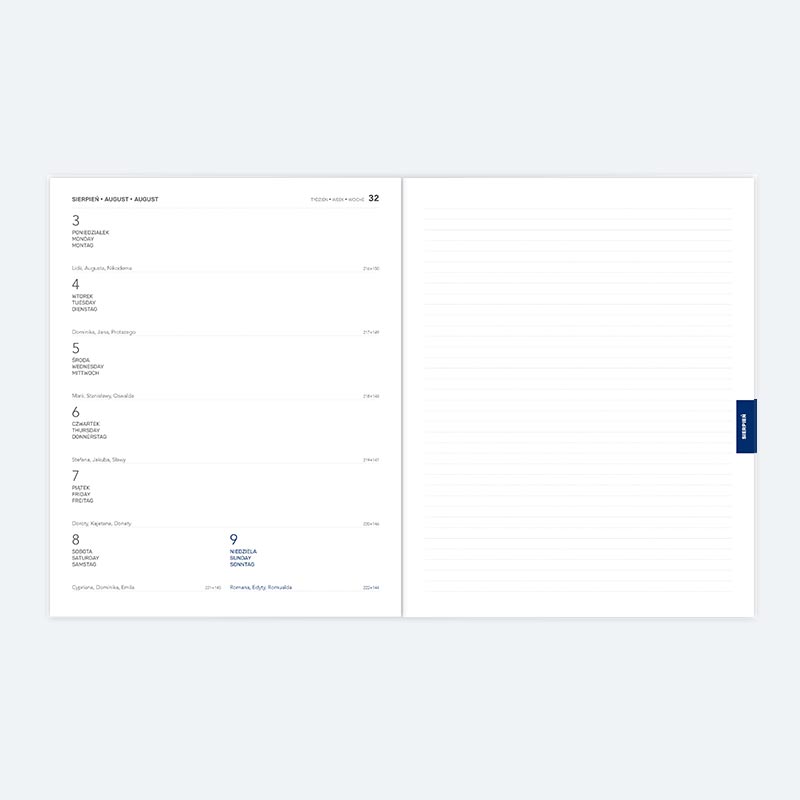 SIERPIEŃ • AUGUST • AUGUST
TYDZIEŃ • WEEK • WOCHE 32
3
PONIEDZIAŁEK
MONDAY
MONTAG
Lidii, Augusta, Nikodema
216+150
4
WTOREK
TUESDAY
DIENSTAG
Dominika, Jana, Protazego
217+149
5
ŚRODA
WEDNESDAY
MITTWOCH
Marii, Stanisławy, Oswalda
218+148
6
CZWARTEK
THURSDAY
DONNERSTAG
Stefana, Jakuba, Sławy
219+147
7
PIĄTEK
FRIDAY
FREITAG
Doroty, Kajetana, Donaty
220+146
8
SOBOTA
SATURDAY
SAMSTAG
Cypriana, Dominika, Emila
221+145
9
NIEDZIELA
SUNDAY
SONNTAG
Romana, Edyty, Romualda
222+144
SIERPIEŃ